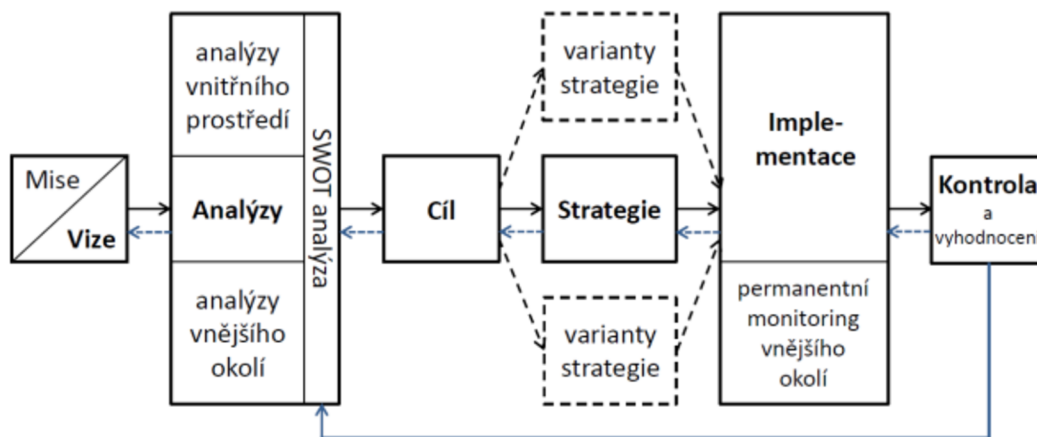 Mise
Vize
analýzy
vnitřního
prostředí
Analýzy
analýzy
vnějšího
okolí
SWOT analýza
Cíl
varianty
strategie
Strategie
varianty
strategie
Imple-
mentace
permanentní
monitoring
vnějšího
okolí
Kontrola
a
vyhodnocení